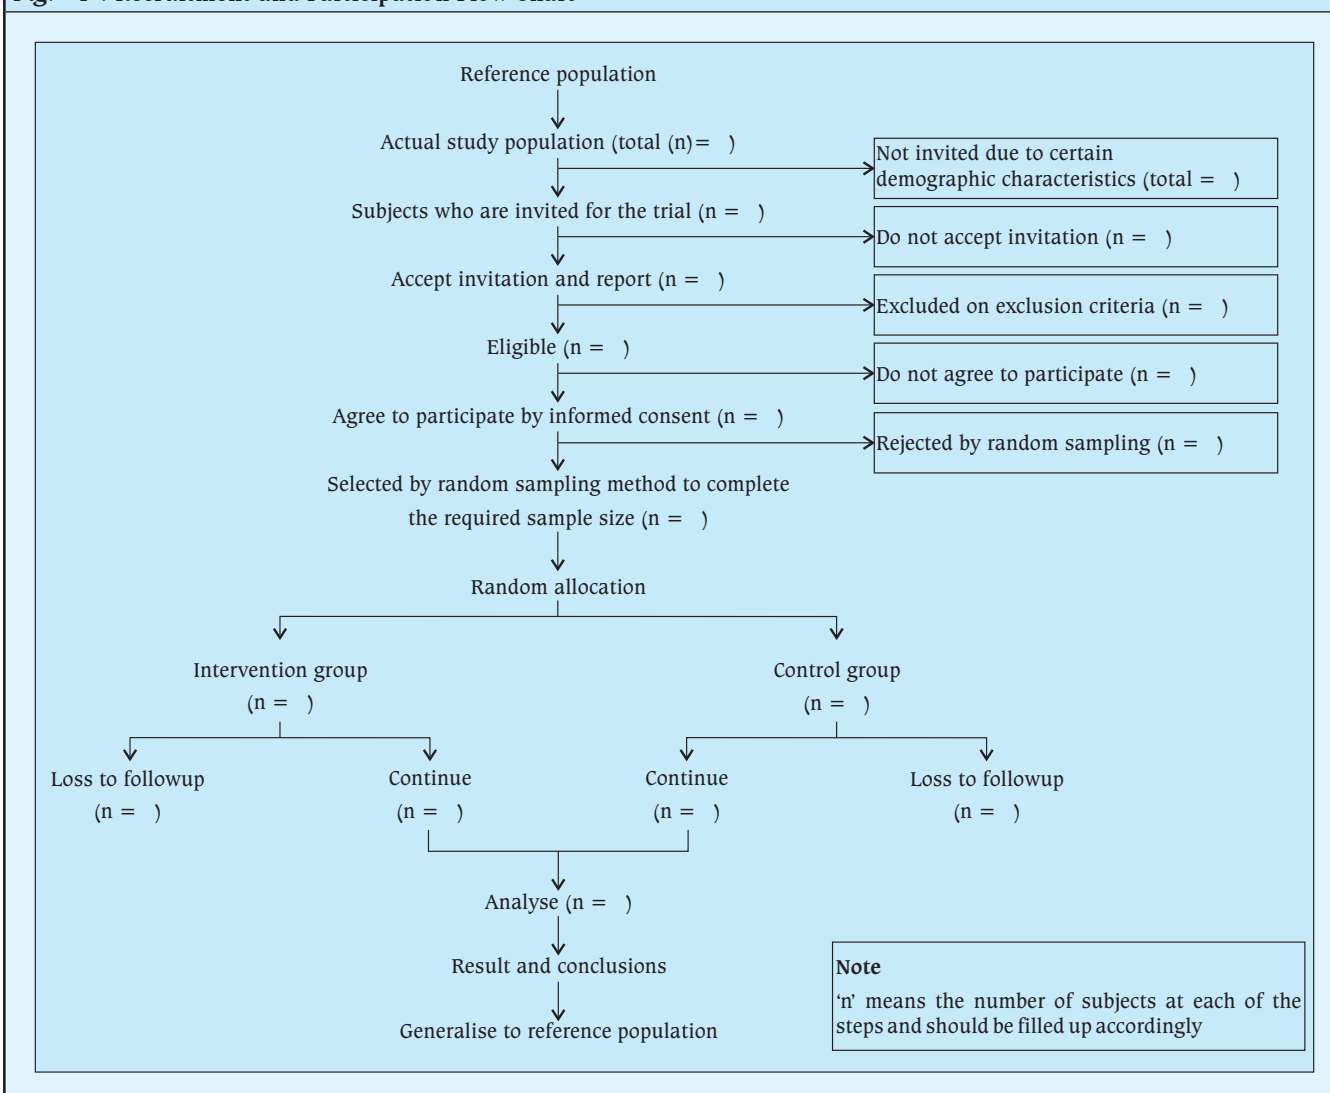 Reference population
Actual study population (total (n)=   )
Not invited due to certain
demographic characteristics (total =   )
Subjects who are invited for the trial (n =   )
Do not accept invitation (n =   )
Accept invitation and report (n =   )
Excluded on exclusion criteria (n =   )
Eligible (n =   )
Do not agree to participate (n =   )
Agree to participate by informed consent (n =   )
Rejected by random sampling (n =   )
Selected by random sampling method to complete
the required sample size (n =   )
Random allocation
Intervention group
(n =   )
Control group
(n =   )
Loss to followup
(n =   )
Continue
(n =   )
Continue
(n =   )
Loss to followup
(n =   )
Analyse (n =   )
Result and conclusions
Generalise to reference population
Note
‘n’ means the number of subjects at each of the
steps and should be filled up accordingly